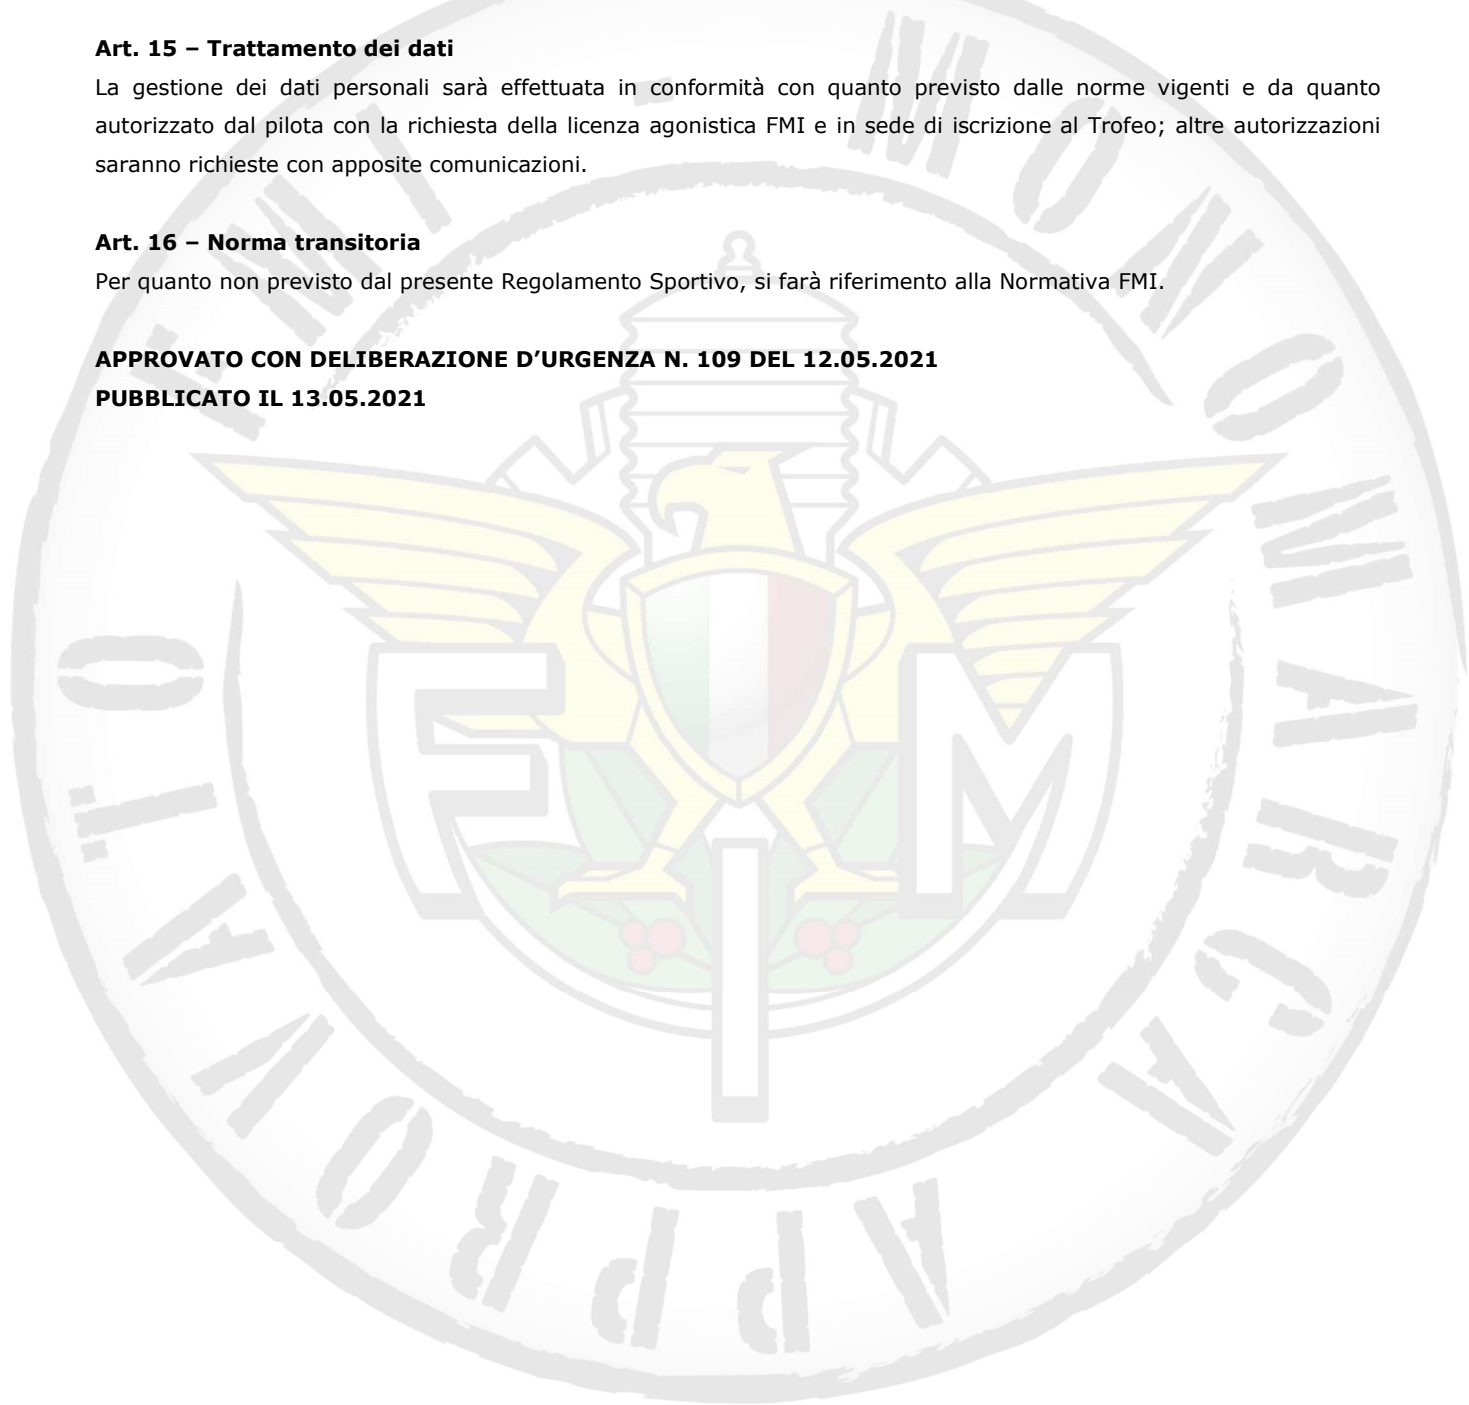 Art. 15 – Trattamento dei dati
La gestione dei dati personali sarà effettuata in conformità con quanto previsto dalle norme vigenti e da quanto
autorizzato dal pilota con la richiesta della licenza agonistica FMI e in sede di iscrizione al Trofeo; altre autorizzazioni
saranno richieste con apposite comunicazioni.
Art. 16 – Norma transitoria
Per quanto non previsto dal presente Regolamento Sportivo, si farà riferimento alla Normativa FMI.
APPROVATO CON DELIBERAZIONE D’URGENZA N. 109 DEL 12.05.2021
PUBBLICATO IL 13.05.2021
FMI - MONOMARCA APPROVATO!
FMI